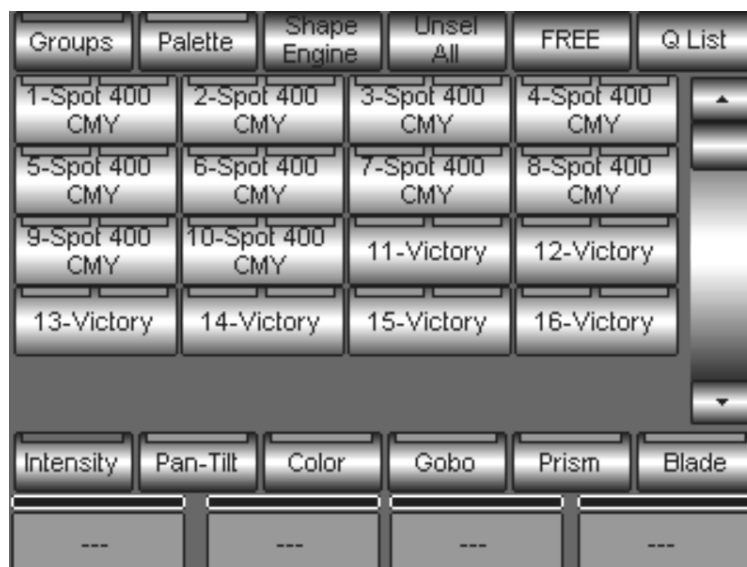 Groups Palette Shape Engine Unsel All FREE Q List
1-Spot 400 CMY 2-Spot 400 CMY 3-Spot 400 CMY 4-Spot 400 CMY
5-Spot 400 CMY 6-Spot 400 CMY 7-Spot 400 CMY 8-Spot 400 CMY
9-Spot 400 CMY 10-Spot 400 CMY 11-Victory 12-Victory
13-Victory 14-Victory 15-Victory 16-Victory
Intensity Pan-Tilt Color Gobo Prism Blade
--- --- --- ---